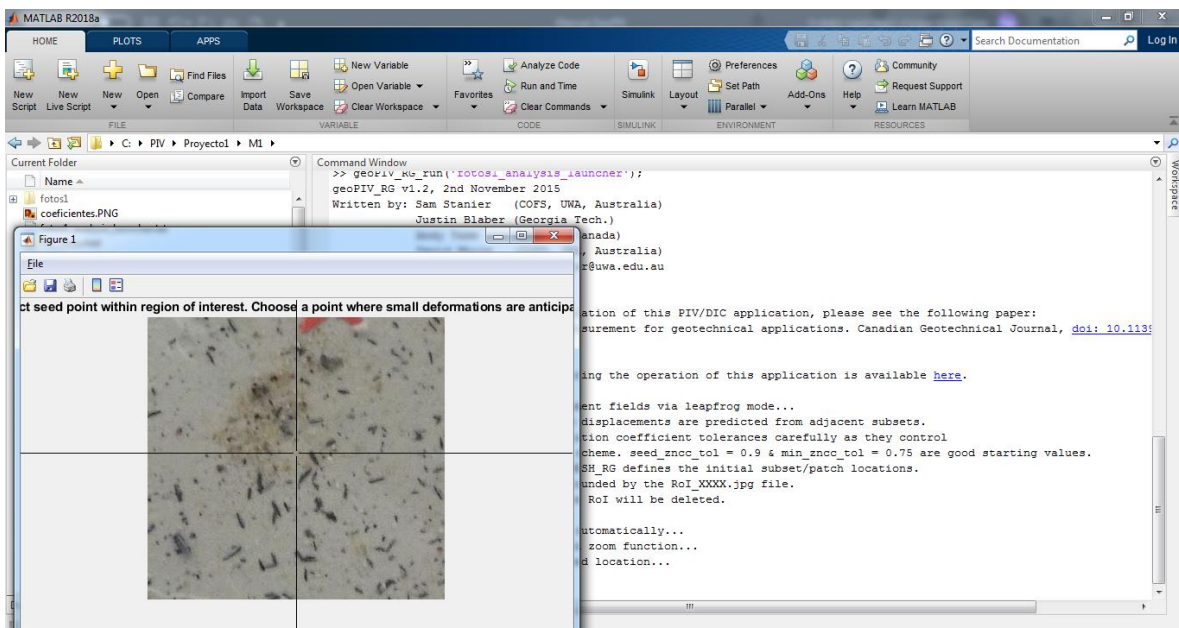 MATLAB R2018a
HOME PLOTS APPS
Search Documentation Log In
New Script
New Live Script
New
Open
Find Files
Compare
Import Data
Save Workspace
New Variable
Open Variable
Clear Workspace
Favorites
Analyze Code
Run and Time
Clear Commands
Simulink
Layout
Preferences
Set Path
Parallel
Add-Ons
Help
Community
Request Support
Learn MATLAB
FILE VARIABLE CODE SIMULINK ENVIRONMENT RESOURCES
C: PIV Proyecto1 M1
Current Folder
Name
fotos1
coeficientes.PNG
Command Window
>> geoPIV_RG_run('fotos1_analysis_launcher');
geoPIV_RG v1.2, 2nd November 2015
Written by: Sam Stanier (COFS, UWA, Australia)
Justin Blaber (Georgia Tech.)
anada)
, Australia)
r@uwa.edu.au
ation of this PIV/DIC application, please see the following paper:
surement for geotechnical applications. Canadian Geotechnical Journal, doi: 10.1139
ing the operation of this application is available here.
ent fields via leapfrog mode...
displacements are predicted from adjacent subsets.
tion coefficient tolerances carefully as they control
cheme. seed_zncc_tol = 0.9 & min_zncc_tol = 0.75 are good starting values.
SH_RG defines the initial subset/patch locations.
unded by the RoI_XXXX.jpg file.
RoI will be deleted.
utomatically...
zoom function...
d location...
Workspace
Figure 1
File
ct seed point within region of interest. Choose a point where small deformations are anticipa